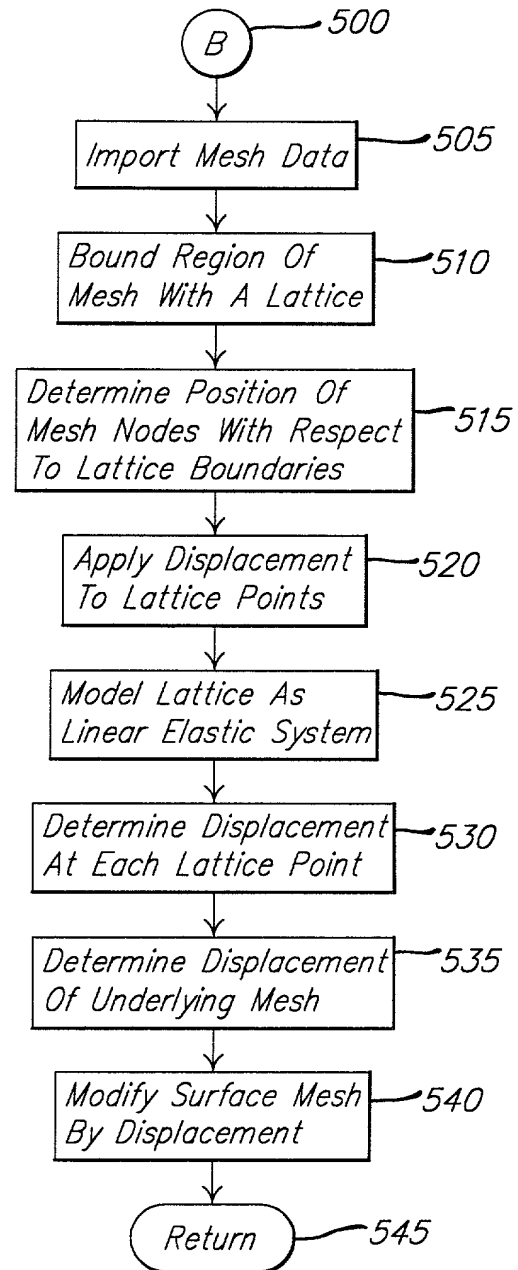 B
500
Import Mesh Data
505
Bound Region Of
Mesh With A Lattice
510
Determine Position Of
Mesh Nodes With Respect
To Lattice Boundaries
515
Apply Displacement
To Lattice Points
520
Model Lattice As
Linear Elastic System
525
Determine Displacement
At Each Lattice Point
530
Determine Displacement
Of Underlying Mesh
535
Modify Surface Mesh
By Displacement
540
Return
545